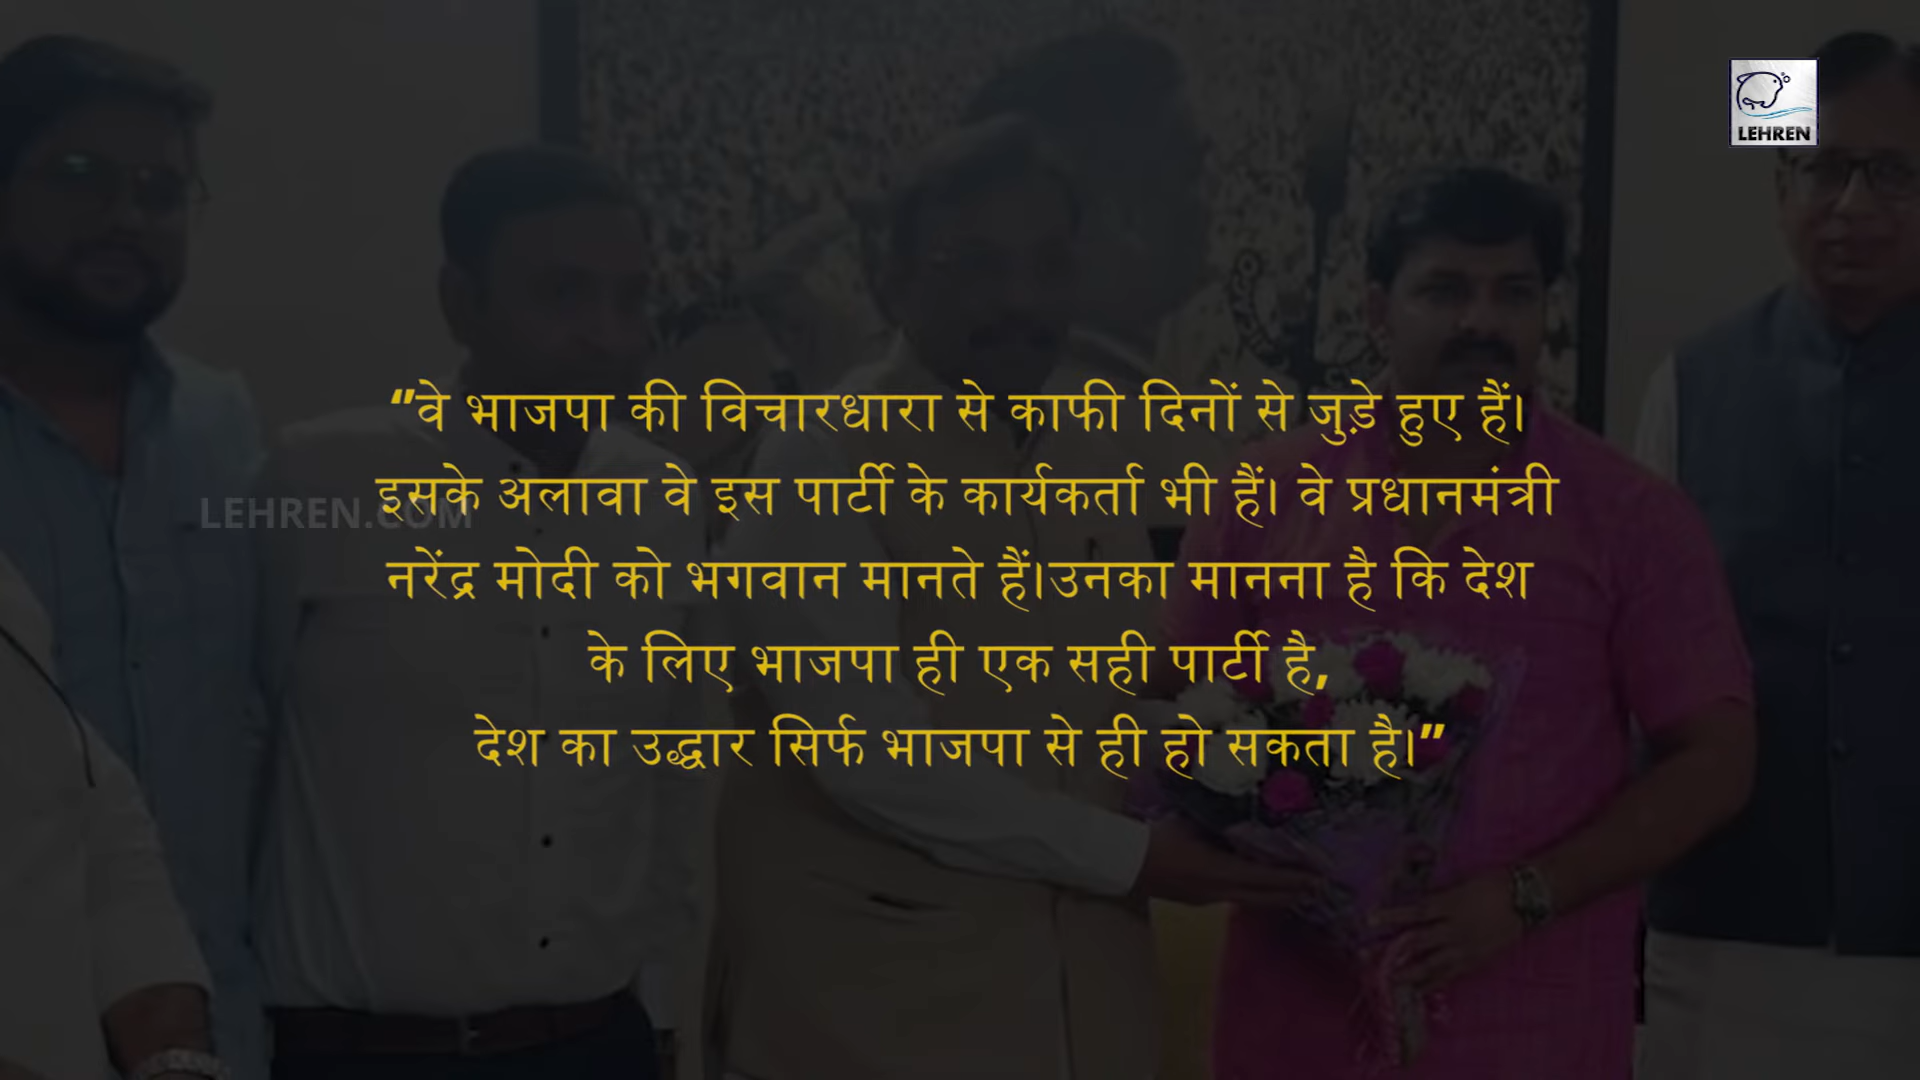 LEHREN
"वे भाजपा की विचारधारा से काफी दिनों से जुड़े हुए हैं।
इसके अलावा वे इस पार्टी के कार्यकर्ता भी हैं। वे प्रधानमंत्री
LEHREN.COM
नरेंद्र मोदी को भगवान मानते हैं।उनका मानना है कि देश
के लिए भाजपा ही एक सही पार्टी है,
देश का उद्धार सिर्फ भाजपा से ही हो सकता है।"